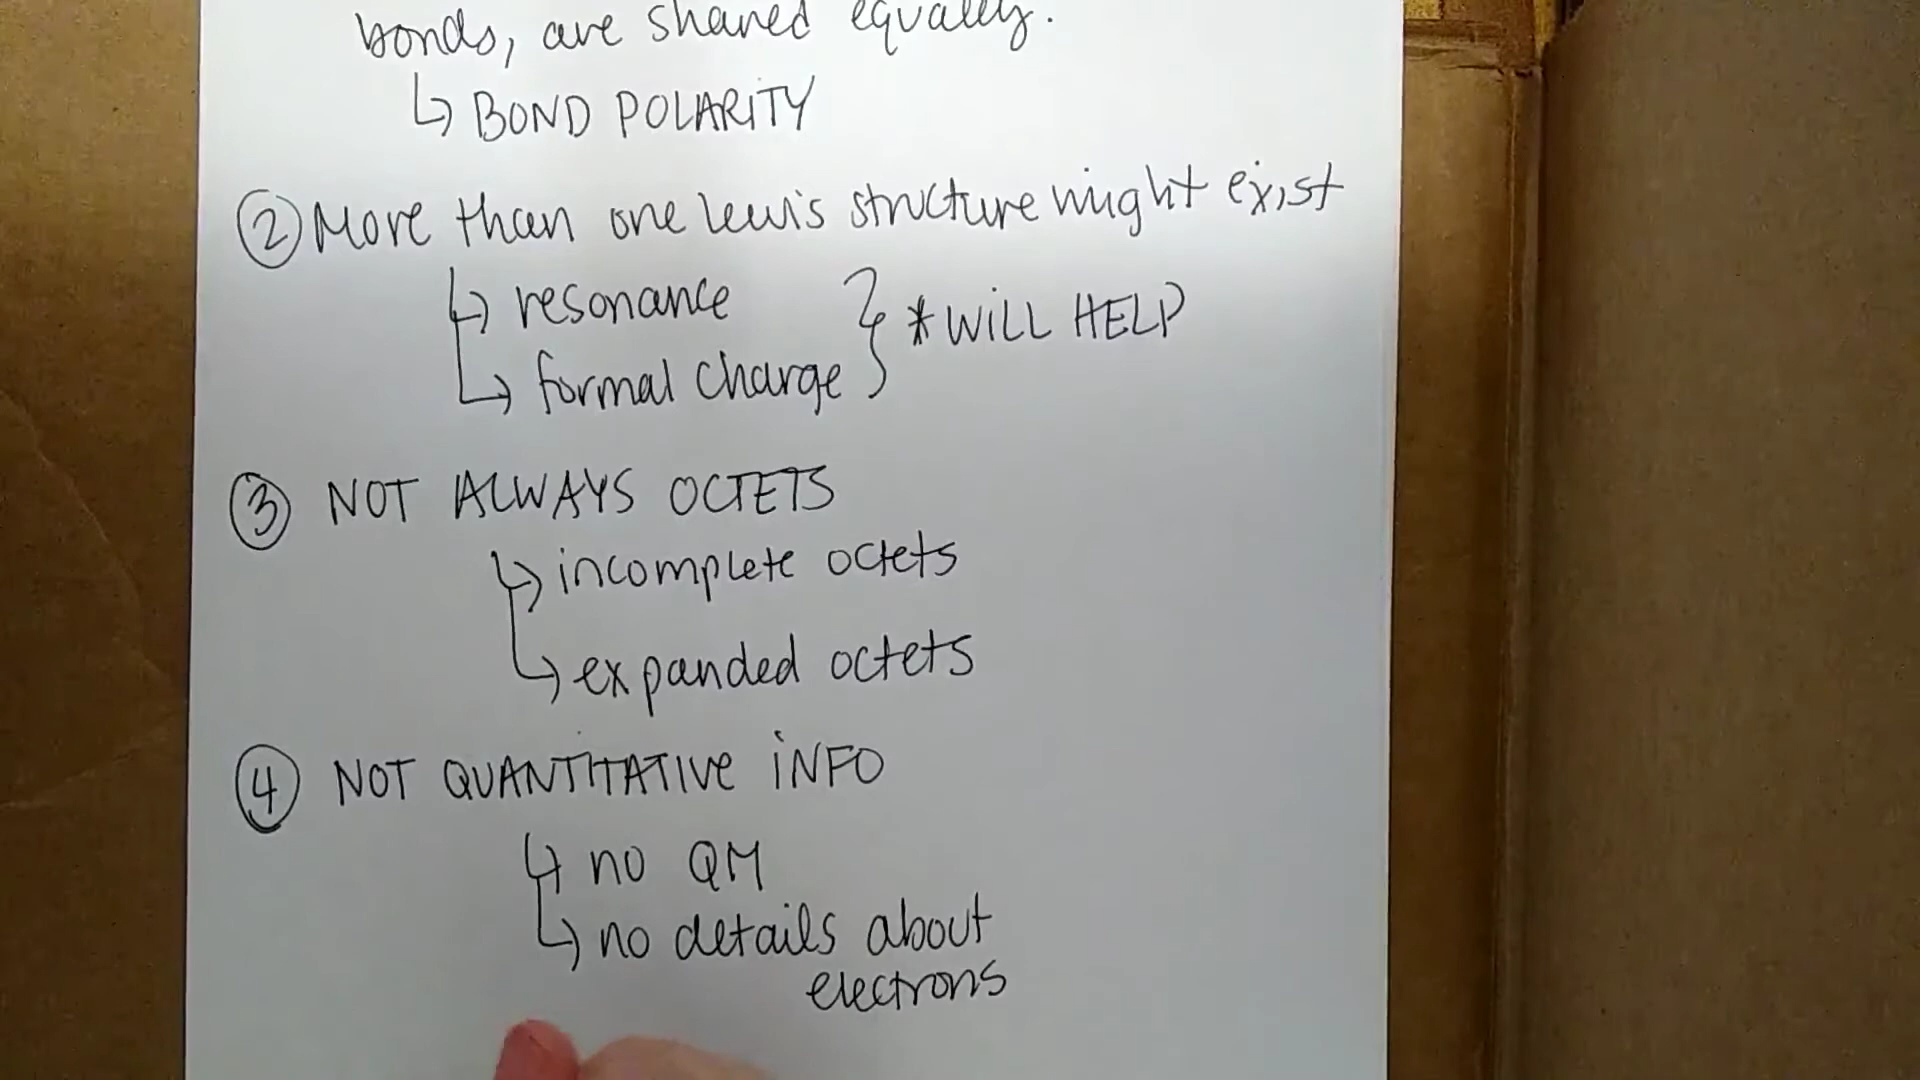 bonds, are shared equally.
↳ BOND POLARITY
② More than one lewis structure might exist
↳ resonance
↳ formal charge } * WILL HELP
③ NOT ALWAYS OCTETS
↳ incomplete octets
↳ expanded octets
④ NOT QUANTITATIVE INFO
↳ no QM
↳ no details about
electrons